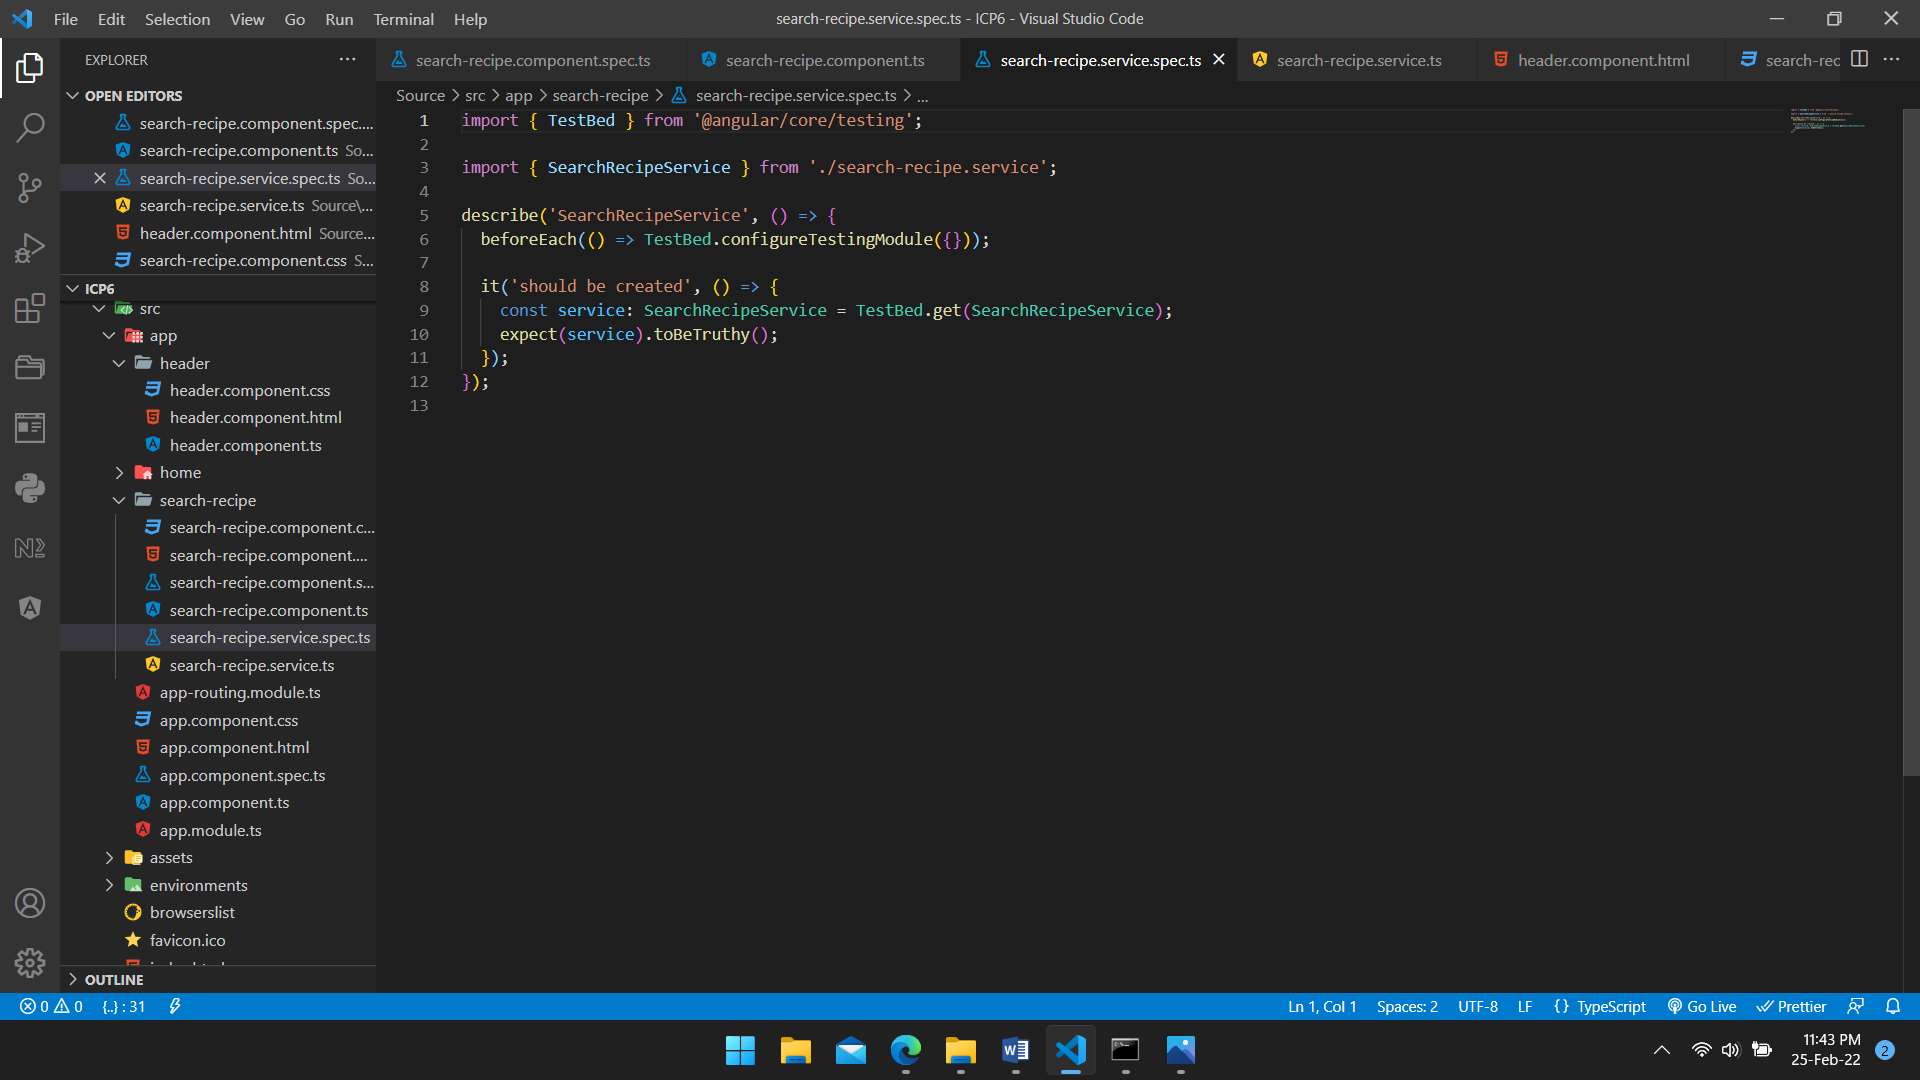 File Edit Selection View Go Run Terminal Help
search-recipe.service.spec.ts - ICP6 - Visual Studio Code
EXPLORER
OPEN EDITORS
search-recipe.component.spec....
search-recipe.component.ts So...
search-recipe.service.spec.ts So...
search-recipe.service.ts Source\...
header.component.html Source...
search-recipe.component.css S...
ICP6
src
app
header
header.component.css
header.component.html
header.component.ts
home
search-recipe
search-recipe.component.c...
search-recipe.component....
search-recipe.component.s...
search-recipe.component.ts
search-recipe.service.spec.ts
search-recipe.service.ts
app-routing.module.ts
app.component.css
app.component.html
app.component.spec.ts
app.component.ts
app.module.ts
assets
environments
browserslist
favicon.ico
OUTLINE
search-recipe.component.spec.ts search-recipe.component.ts search-recipe.service.spec.ts search-recipe.service.ts header.component.html search-rec
Source > src > app > search-recipe > search-recipe.service.spec.ts > ...
1 import { TestBed } from '@angular/core/testing';
2
3 import { SearchRecipeService } from './search-recipe.service';
4
5 describe('SearchRecipeService', () => {
6 beforeEach(() => TestBed.configureTestingModule({}));
7
8 it('should be created', () => {
9 const service: SearchRecipeService = TestBed.get(SearchRecipeService);
10 expect(service).toBeTruthy();
11 });
12 });
13
0 0 {..} : 31
Ln 1, Col 1 Spaces: 2 UTF-8 LF {} TypeScript Go Live Prettier
11:43 PM
25-Feb-22
2